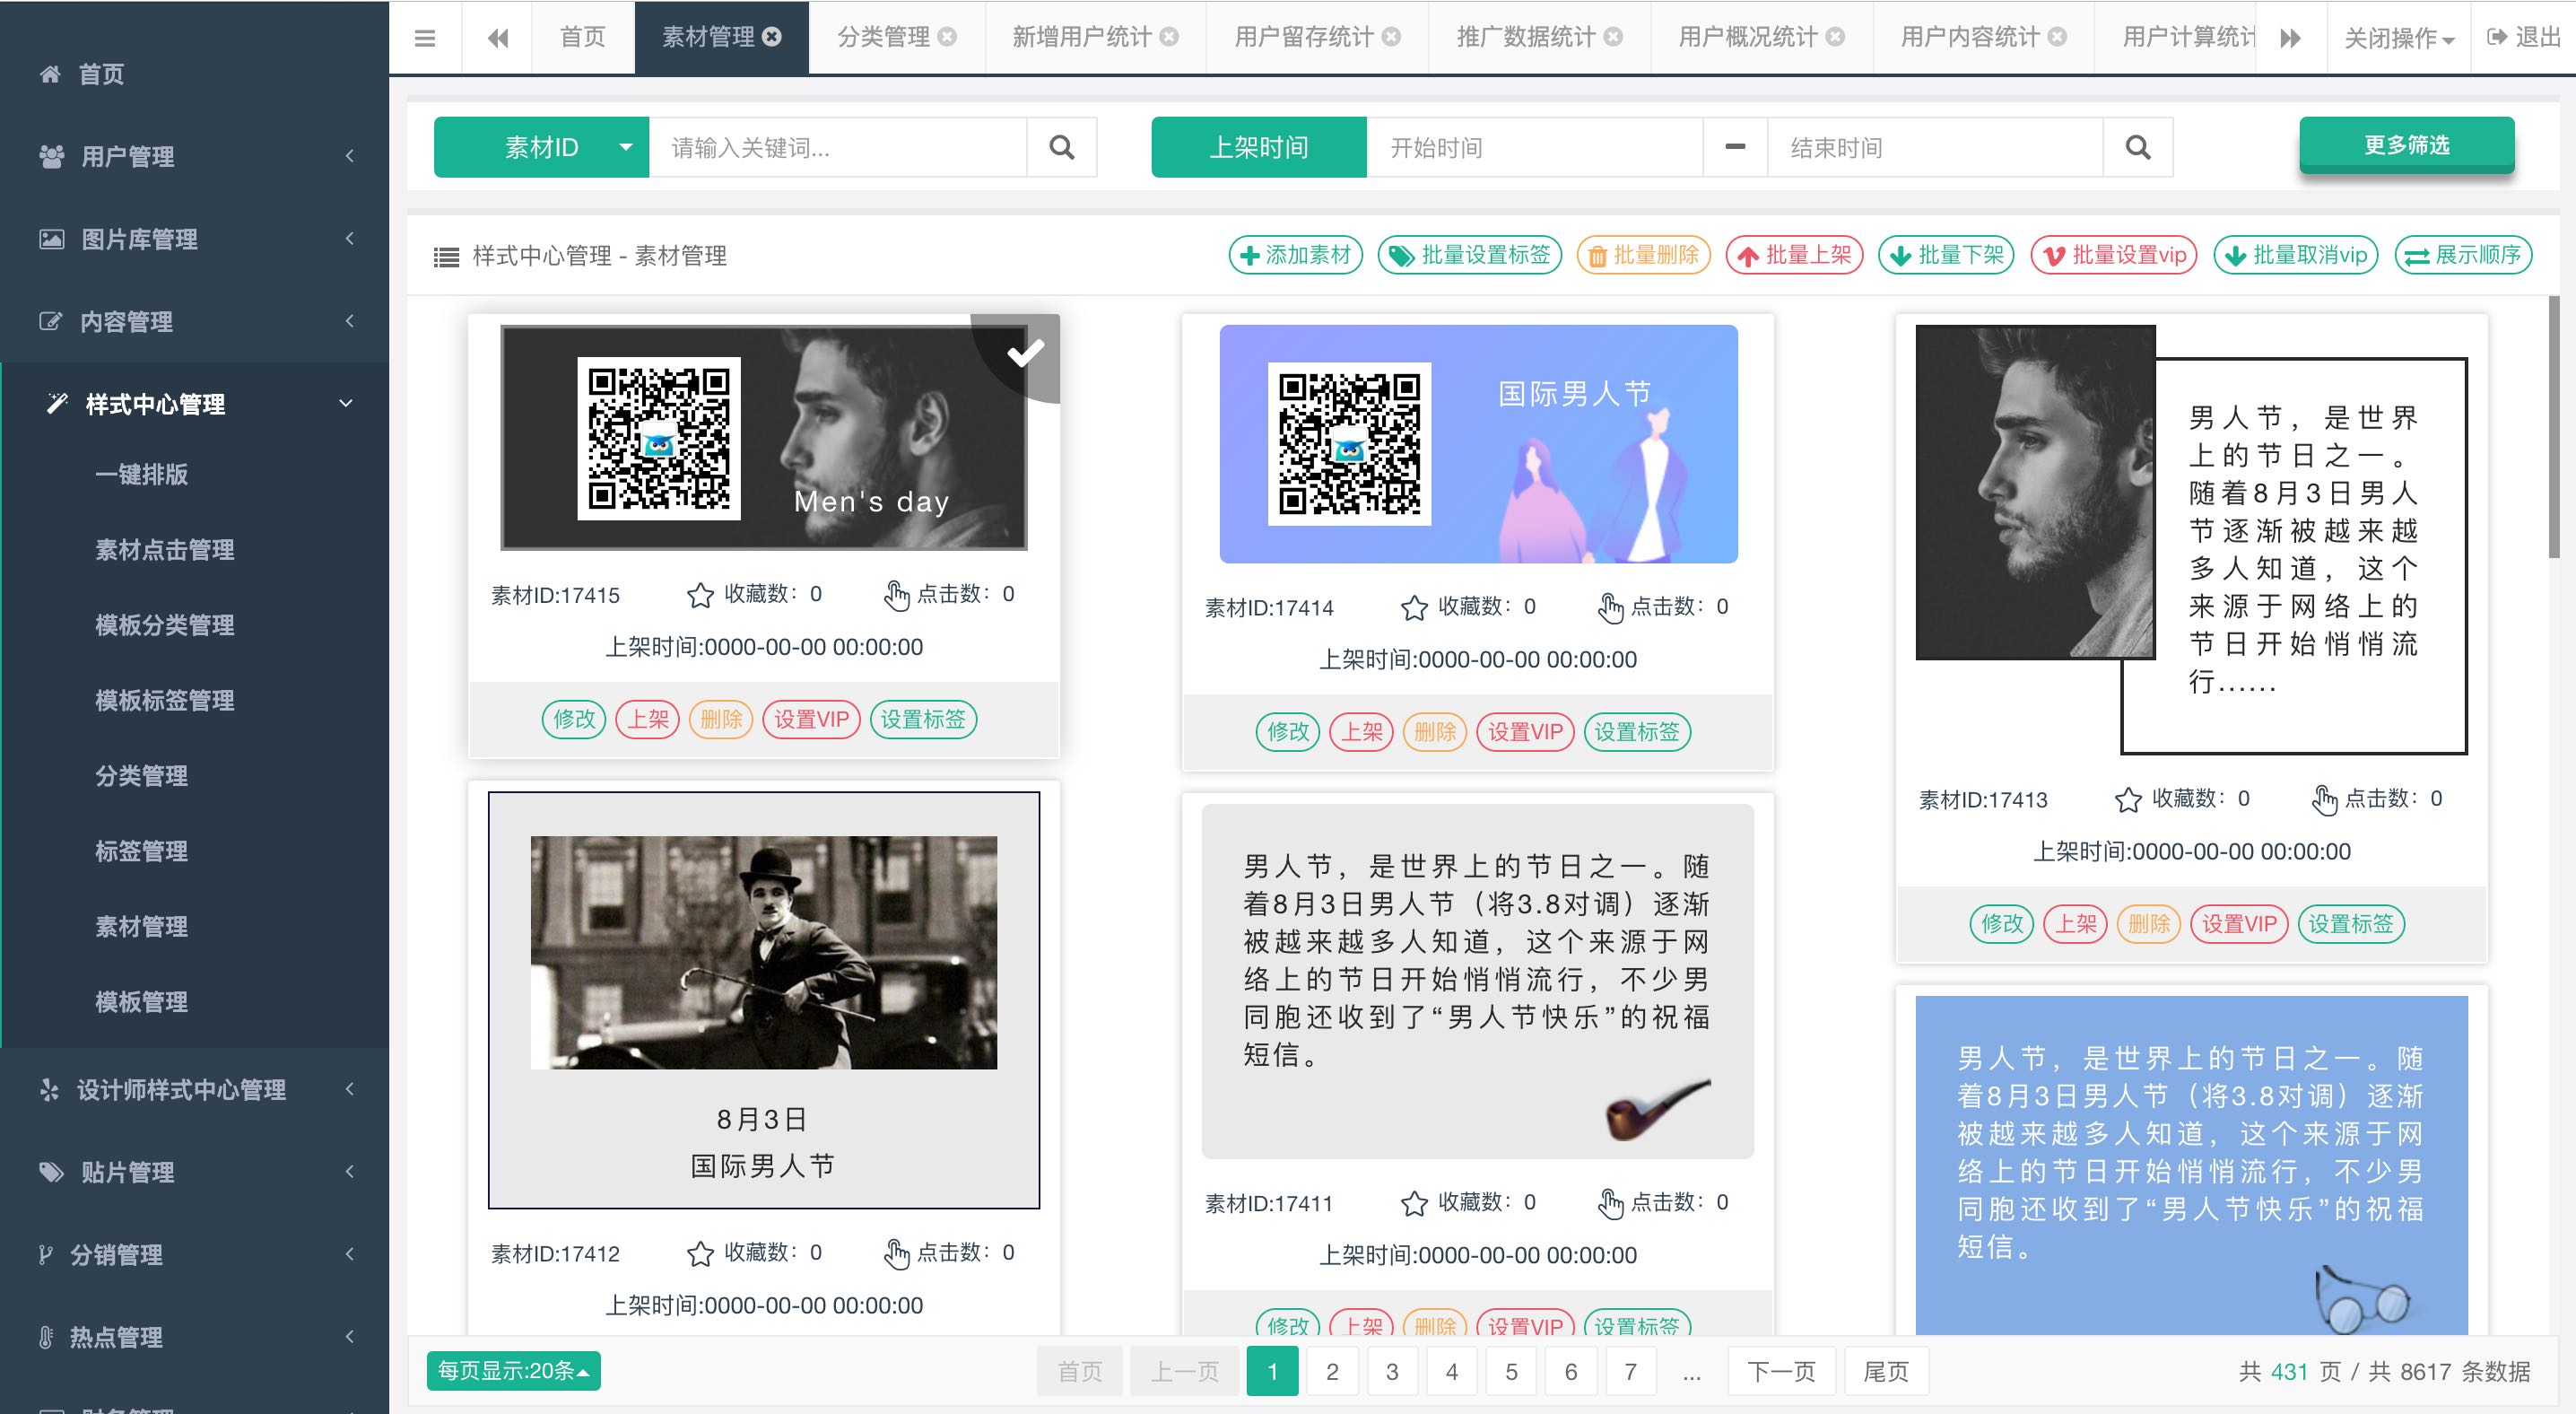 首页
用户管理
图片库管理
内容管理
样式中心管理
一键排版
素材点击管理
模板分类管理
模板标签管理
分类管理
标签管理
素材管理
模板管理
设计师样式中心管理
贴片管理
分销管理
热点管理
首页 素材管理 分类管理 新增用户统计 用户留存统计 推广数据统计 用户概况统计 用户内容统计 用户计算统计 关闭操作 退出
素材ID 请输入关键词... 上架时间 开始时间 结束时间 更多筛选
样式中心管理 - 素材管理 添加素材 批量设置标签 批量删除 批量上架 批量下架 批量设置vip 批量取消vip 展示顺序
Men's day
素材ID:17415 收藏数：0 点击数：0
上架时间:0000-00-00 00:00:00
修改 上架 删除 设置VIP 设置标签
国际男人节
素材ID:17414 收藏数：0 点击数：0
上架时间:0000-00-00 00:00:00
修改 上架 删除 设置VIP 设置标签
男人节，是世界
上的节日之一。
随着8月3日男人
节逐渐被越来越
多人知道，这个
来源于网络上的
节日开始悄悄流
行......
素材ID:17413 收藏数：0 点击数：0
上架时间:0000-00-00 00:00:00
修改 上架 删除 设置VIP 设置标签
8月3日
国际男人节
素材ID:17412 收藏数：0 点击数：0
上架时间:0000-00-00 00:00:00
男人节，是世界上的节日之一。随
着8月3日男人节（将3.8对调）逐渐
被越来越多人知道，这个来源于网
络上的节日开始悄悄流行，不少男
同胞还收到了“男人节快乐”的祝福
短信。
素材ID:17411 收藏数：0 点击数：0
上架时间:0000-00-00 00:00:00
修改 上架 删除 设置VIP 设置标签
男人节，是世界上的节日之一。随
着8月3日男人节（将3.8对调）逐渐
被越来越多人知道，这个来源于网
络上的节日开始悄悄流行，不少男
同胞还收到了“男人节快乐”的祝福
短信。
每页显示:20条 首页 上一页 1 2 3 4 5 6 7 ... 下一页 尾页 共 431 页 / 共 8617 条数据